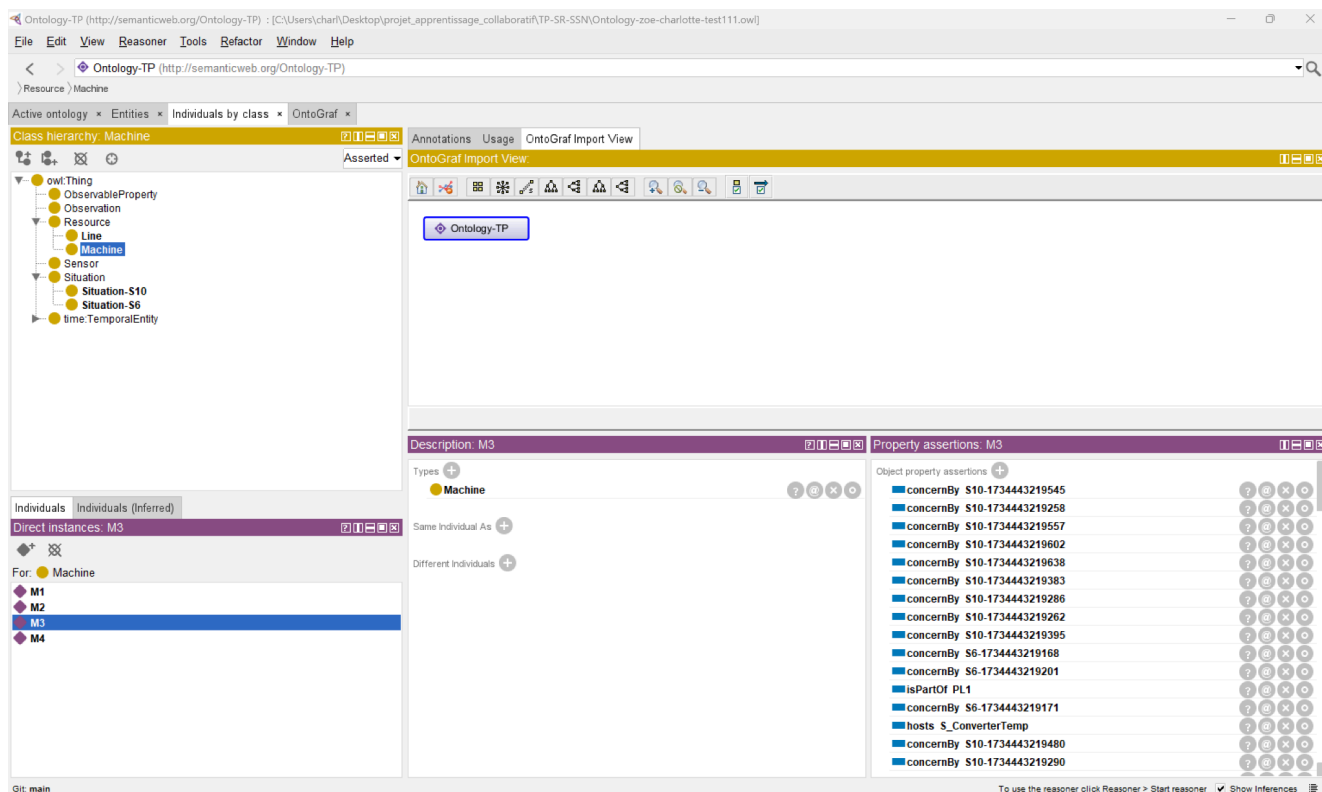 Ontology-TP (http://semanticweb.org/Ontology-TP) : [C:\Users\charl\Desktop\projet_apprentissage_collaboratif\TP-SR-SSN\Ontology-zoe-charlotte-test111.owl]
File Edit View Reasoner Tools Refactor Window Help
Ontology-TP (http://semanticweb.org/Ontology-TP)
Resource Machine
Active ontology × Entities × Individuals by class × OntoGraf ×
Class hierarchy: Machine
Asserted
owl:Thing
ObservableProperty
Observation
Resource
Line
Machine
Sensor
Situation
Situation-S10
Situation-S6
time:TemporalEntity
Annotations Usage OntoGraf Import View
OntoGraf Import View:
Ontology-TP
Individuals Individuals (Inferred)
Direct instances: M3
For: Machine
M1
M2
M3
M4
Description: M3
Types
Machine
Same Individual As
Different Individuals
Property assertions: M3
Object property assertions
concernBy S10-1734443219545
concernBy S10-1734443219258
concernBy S10-1734443219557
concernBy S10-1734443219602
concernBy S10-1734443219638
concernBy S10-1734443219383
concernBy S10-1734443219286
concernBy S10-1734443219262
concernBy S10-1734443219395
concernBy S6-1734443219168
concernBy S6-1734443219201
isPartOf PL1
concernBy S6-1734443219171
hosts S_ConverterTemp
concernBy S10-1734443219480
concernBy S10-1734443219290
Git: main
To use the reasoner click Reasoner > Start reasoner Show Inferences